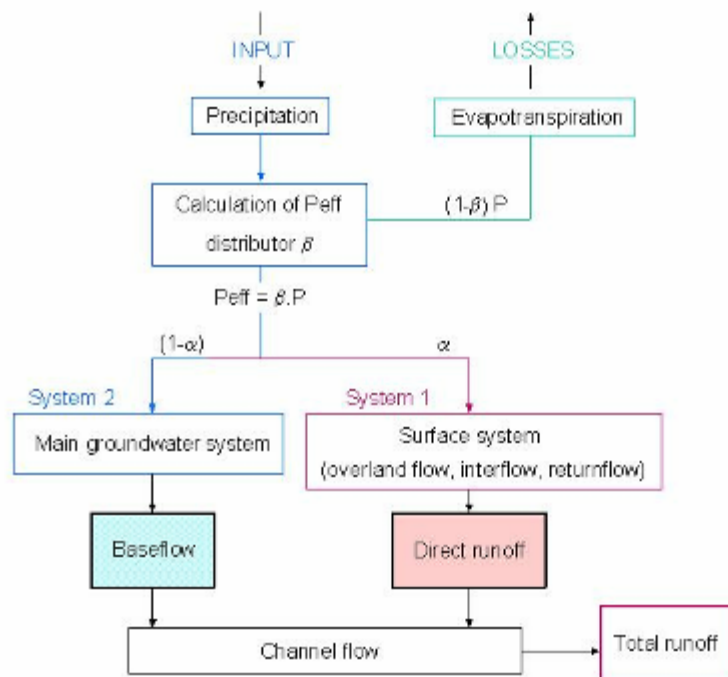 INPUT
LOSSES
Precipitation
Evapotranspiration
Calculation of Peff
distributor β
(1-β) P
Peff = β.P
(1-α)
α
System 2
System 1
Main groundwater system
Surface system
(overland flow, interflow, returnflow)
Baseflow
Direct runoff
Channel flow
Total runoff